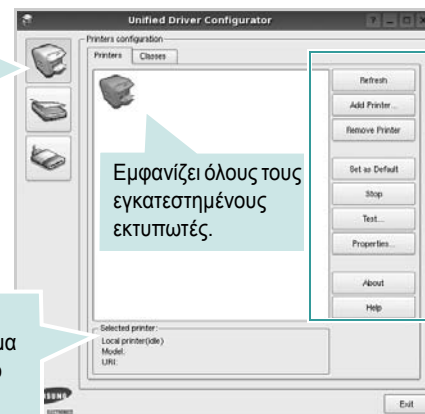 Unified Driver Configurator
Printers configuration
Printers Classes
Refresh
Add Printer...
Remove Printer
Set as Default
Stop
Test...
Properties...
About
Help
Εμφανίζει όλους τους
εγκατεστημένους
εκτυπωτές.
Selected printer:
Local printer(idle)
Model:
URI:
Exit